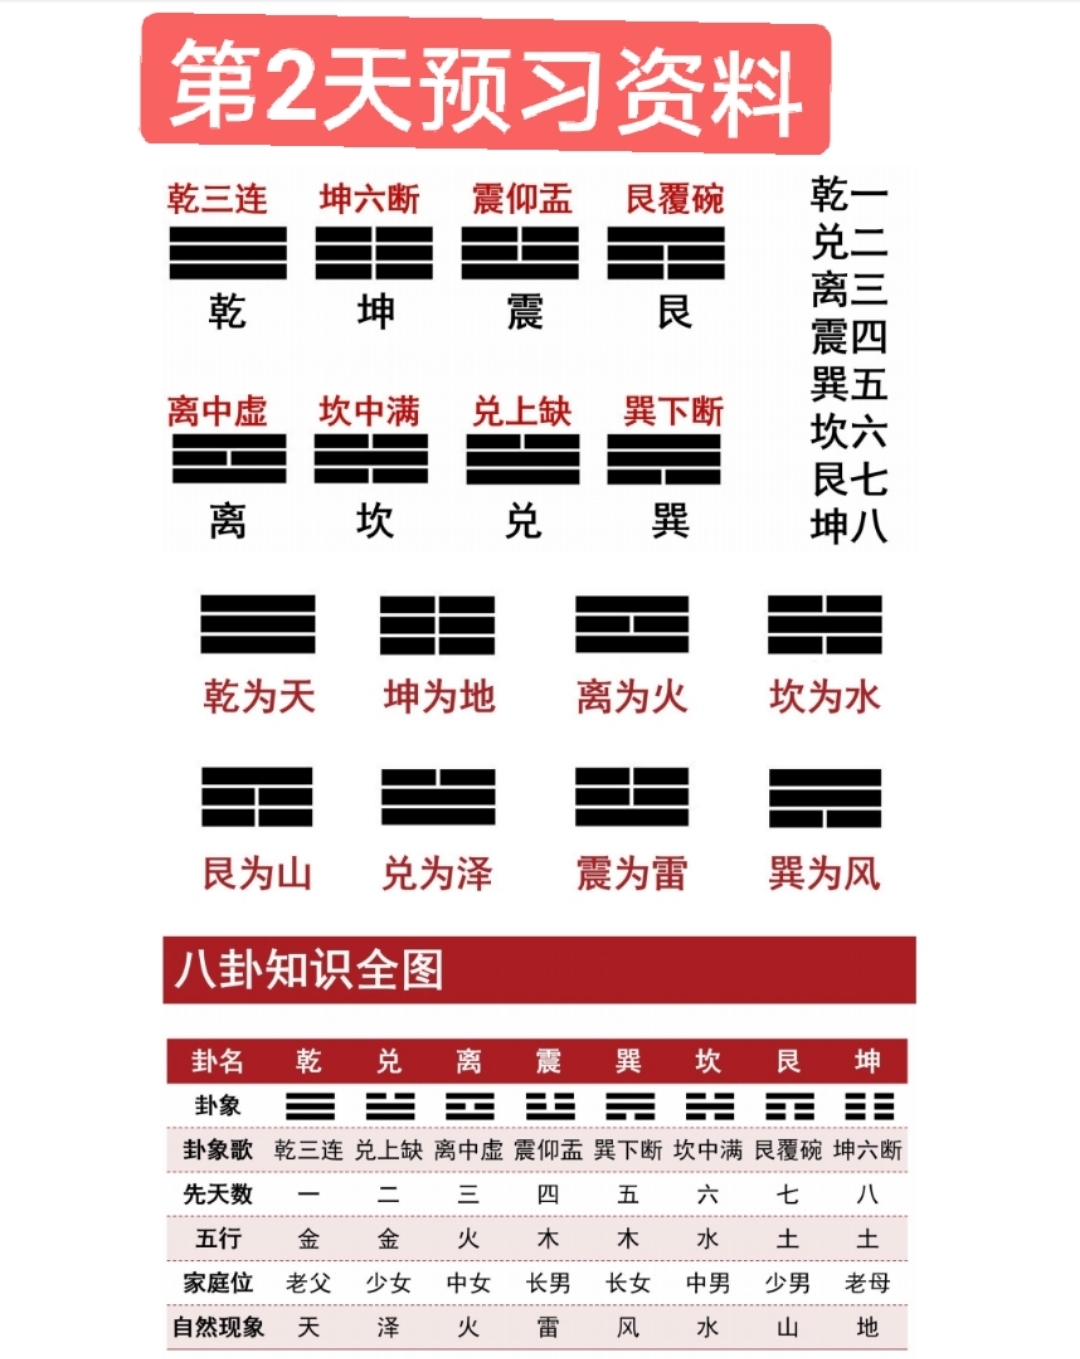 第2天预习资料
乾三连 坤六断 震仰盂 艮覆碗
乾 坤 震 艮
离中虚 坎中满 兑上缺 巽下断
离 坎 兑 巽
乾一
兑二
离三
震四
巽五
坎六
艮七
坤八
乾为天 坤为地 离为火 坎为水
艮为山 兑为泽 震为雷 巽为风
八卦知识全图
卦名 乾 兑 离 震 巽 坎 艮 坤
卦象
卦象歌 乾三连 兑上缺 离中虚 震仰盂 巽下断 坎中满 艮覆碗 坤六断
先天数 一 二 三 四 五 六 七 八
五行 金 金 火 木 木 水 土 土
家庭位 老父 少女 中女 长男 长女 中男 少男 老母
自然现象 天 泽 火 雷 风 水 山 地